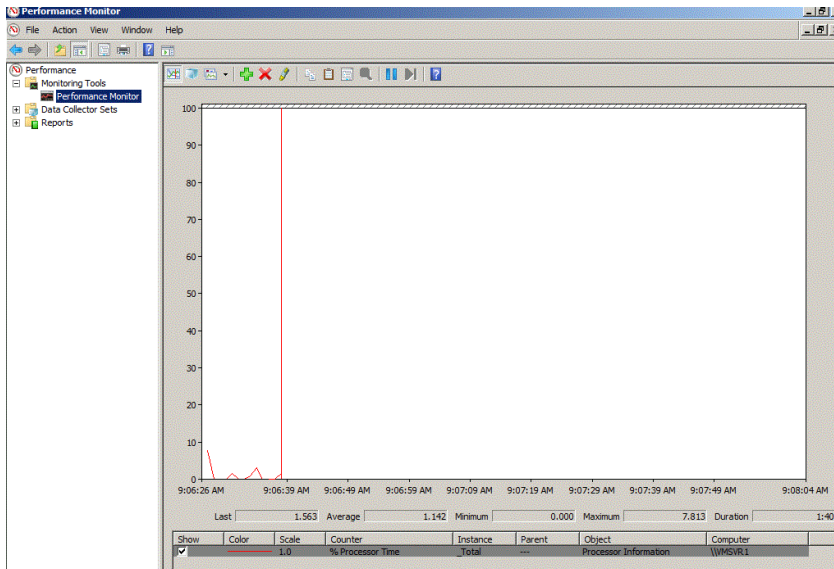 Performance Monitor
File Action View Window Help
Performance
Monitoring Tools
Performance Monitor
Data Collector Sets
Reports
100
90
80
70
60
50
40
30
20
10
0
9:06:26 AM 9:06:39 AM 9:06:49 AM 9:06:59 AM 9:07:09 AM 9:07:19 AM 9:07:29 AM 9:07:39 AM 9:07:49 AM 9:08:04 AM
Last 1.563 Average 1.142 Minimum 0.000 Maximum 7.813 Duration 1:40
Show Color Scale Counter Instance Parent Object Computer
1.0 % Processor Time _Total --- Processor Information \\VMSVR1